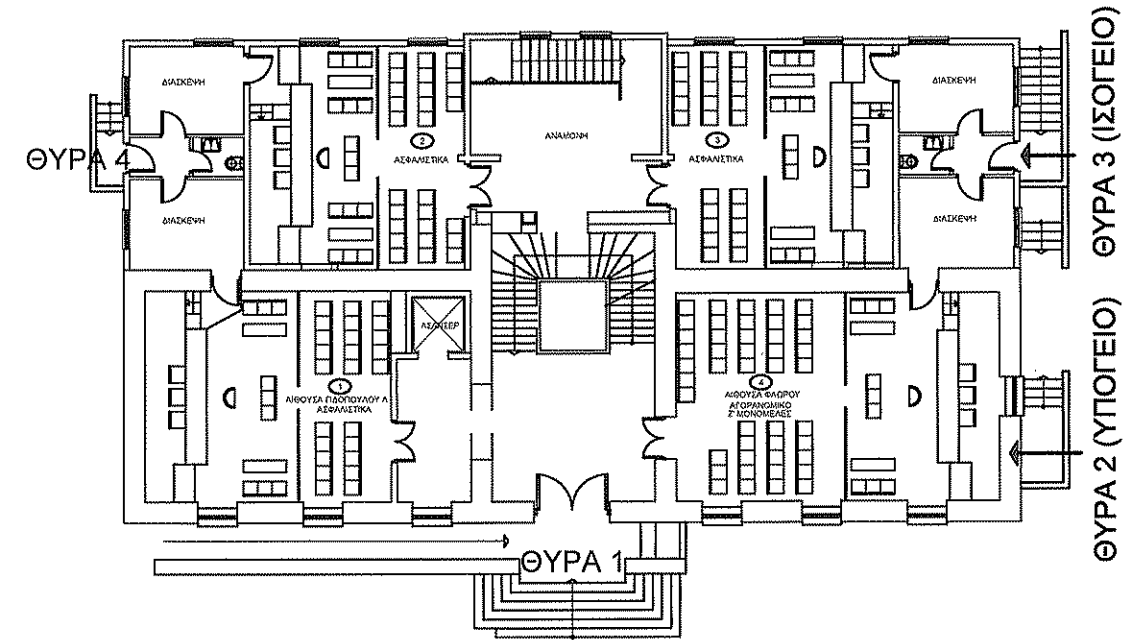 ΔΙΑΣΚΕΨΗ
ΔΙΑΣΚΕΨΗ
ΘΥΡΑ 4
ΔΙΑΣΚΕΨΗ
ΔΙΑΣΚΕΨΗ
2
ΑΣΦΑΛΙΣΤΙΚΑ
ΑΝΑΜΟΝΗ
3
ΑΣΦΑΛΙΣΤΙΚΑ
ΘΥΡΑ 3 (ΙΣΟΓΕΙΟ)
1
ΑΙΘΟΥΣΑ
ΑΣΦΑΛΙΣΤΙΚΑ
4
ΑΙΘΟΥΣΑ ΦΛΩΡΟΥ
ΑΓΟΡΑΝΟΜΙΚΟ
Ζ' ΜΟΝΟΜΕΛΕΣ
ΘΥΡΑ 2 (ΥΠΟΓΕΙΟ)
ΘΥΡΑ 1